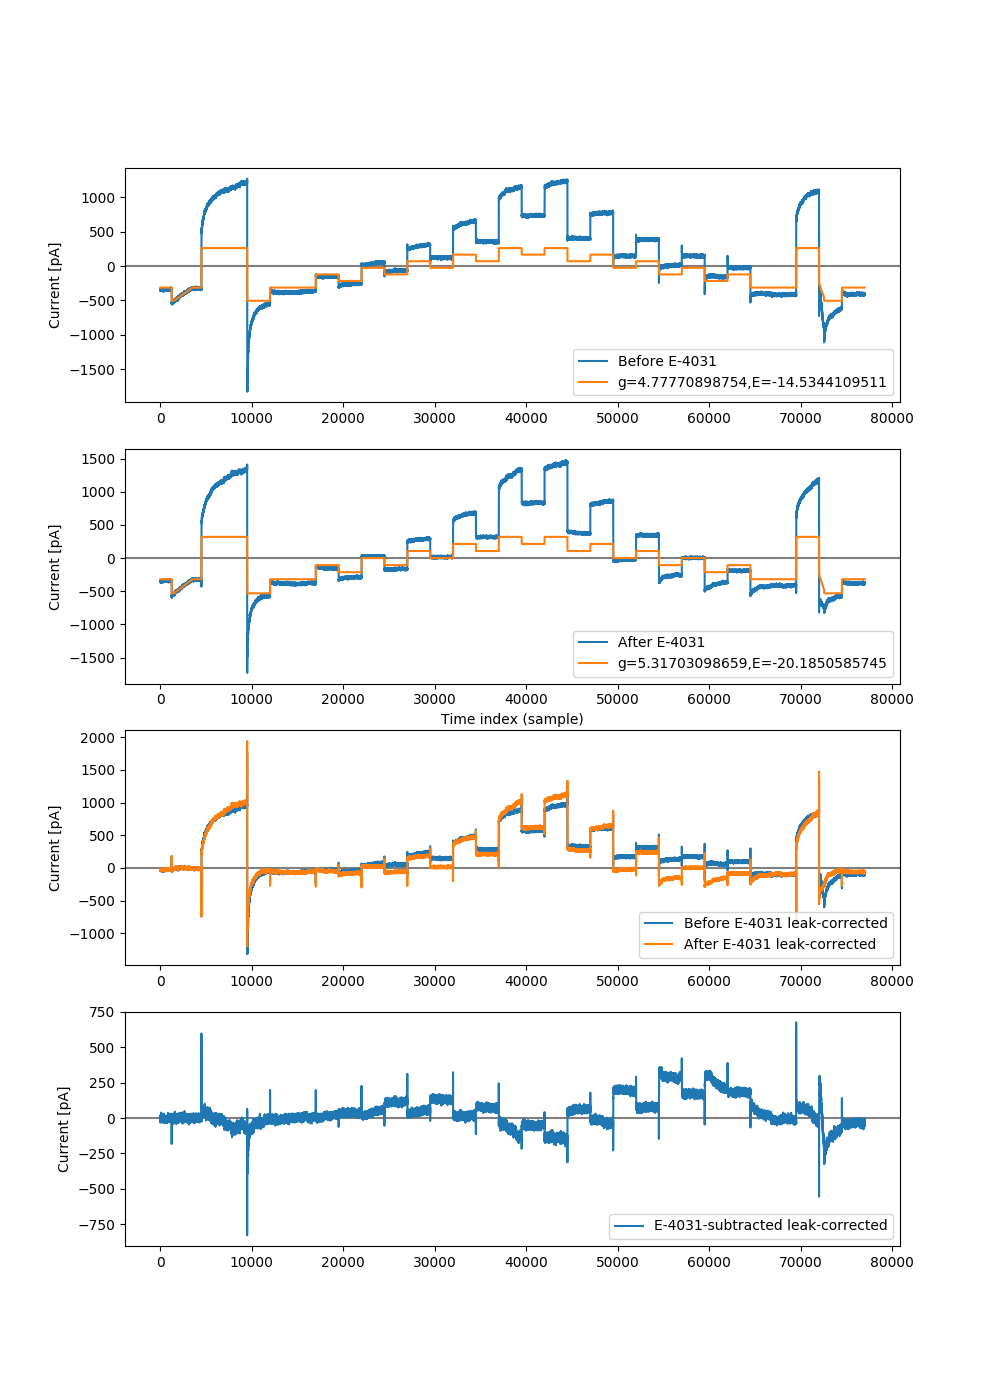 1000
500
0
−500
−1000
−1500
Current [pA]
Before E-4031
g=4.77770898754,E=-14.5344109511
0 10000 20000 30000 40000 50000 60000 70000 80000
1500
1000
500
0
−500
−1000
−1500
Current [pA]
After E-4031
g=5.31703098659,E=-20.1850585745
0 10000 20000 30000 40000 50000 60000 70000 80000
Time index (sample)
2000
1500
1000
500
0
−500
−1000
Current [pA]
Before E-4031 leak-corrected
After E-4031 leak-corrected
0 10000 20000 30000 40000 50000 60000 70000 80000
750
500
250
0
−250
−500
−750
Current [pA]
E-4031-subtracted leak-corrected
0 10000 20000 30000 40000 50000 60000 70000 80000